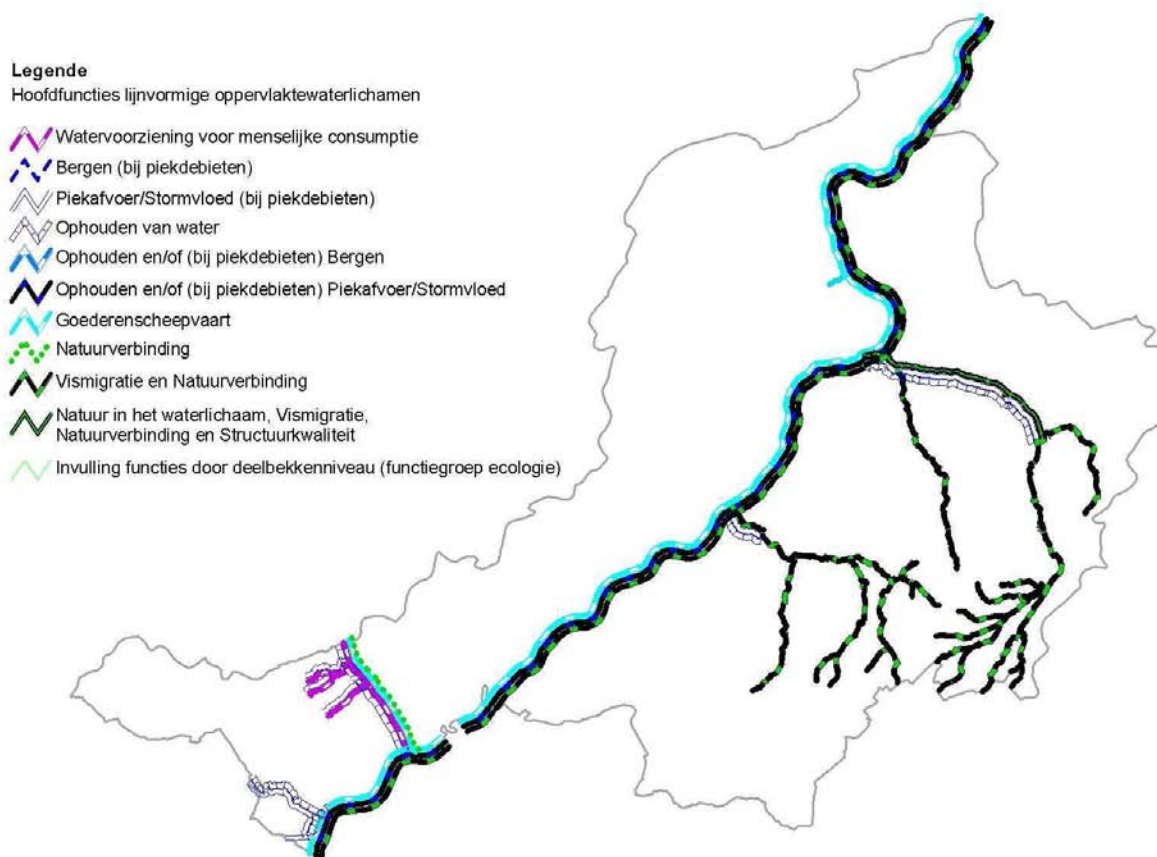 Legende
Hoofdfuncties lijnvormige oppervlaktewaterlichamen
Watervoorziening voor menselijke consumptie
Bergen (bij piekdebieten)
Piekafvoer/Stormvloed (bij piekdebieten)
Ophouden van water
Ophouden en/of (bij piekdebieten) Bergen
Ophouden en/of (bij piekdebieten) Piekafvoer/Stormvloed
Goederenscheepvaart
Natuurverbinding
Vismigratie en Natuurverbinding
Natuur in het waterlichaam, Vismigratie,
Natuurverbinding en Structuurkwaliteit
Invulling functies door deelbekkenniveau (functiegroep ecologie)